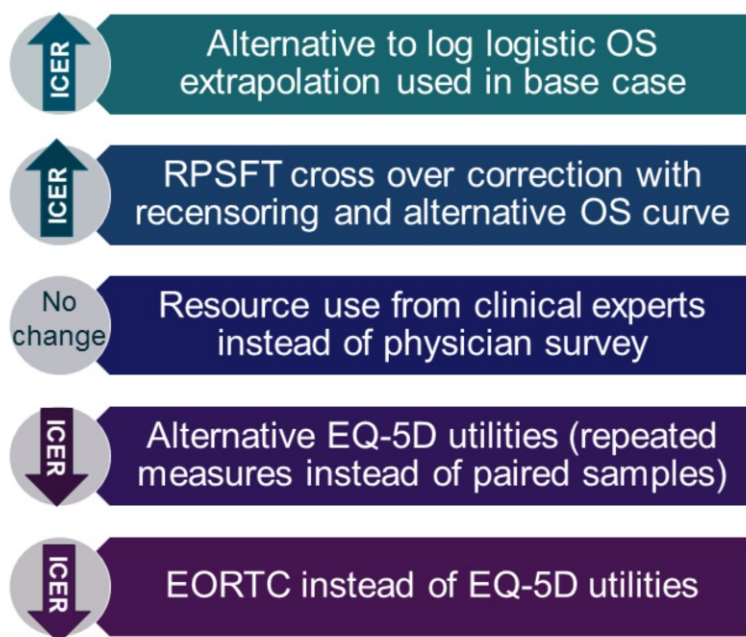 ICER
Alternative to log logistic OS
extrapolation used in base case
ICER
RPSFT cross over correction with
recensoring and alternative OS curve
No
change
Resource use from clinical experts
instead of physician survey
ICER
Alternative EQ-5D utilities (repeated
measures instead of paired samples)
ICER
EORTC instead of EQ-5D utilities